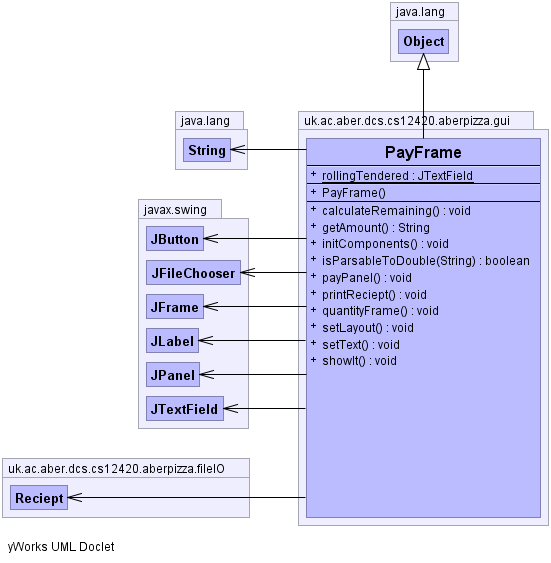 java.lang
Object
java.lang
String
uk.ac.aber.dcs.cs12420.aberpizza.gui
PayFrame
+ rollingTendered : JTextField
+ PayFrame()
+ calculateRemaining() : void
+ getAmount() : String
+ initComponents() : void
+ isParsableToDouble(String) : boolean
+ payPanel() : void
+ printReciept() : void
+ quantityFrame() : void
+ setLayout() : void
+ setText() : void
+ showIt() : void
javax.swing
JButton
JFileChooser
JFrame
JLabel
JPanel
JTextField
uk.ac.aber.dcs.cs12420.aberpizza.fileIO
Reciept
yWorks UML Doclet